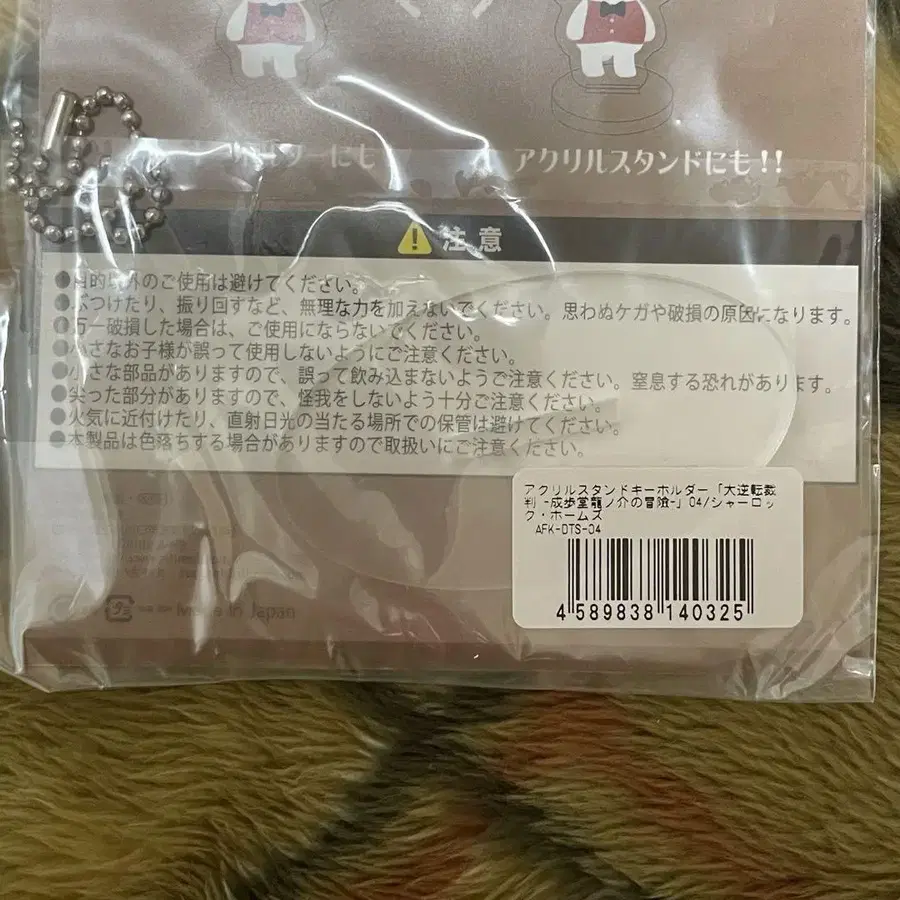 にも
アクリルスタンドにも!!
注意
●目的以外のご使用は避けてください。
●ぶつけたり、振り回すなど、無理な力を加えないでください。思わぬケガや破損の原因になります。
●万一破損した場合は、ご使用にならないでください。
●小さなお子様が誤って使用しないようにご注意ください。
●小さな部品がありますので、誤って飲み込まないようご注意ください。窒息する恐れがあります。
●尖った部分がありますので、怪我をしないよう十分ご注意ください。
●火気に近付けたり、直射日光の当たる場所での保管は避けてください。
●本製品は色落ちする場合がありますので取扱いにご注意ください。
アクリルスタンドキーホルダー「大逆転裁
判 -成歩堂龍ノ介の冒險-」04/シャーロッ
ク・ホームズ
AFK-DTS-04
4 589838 140325
プラ Made in Japan